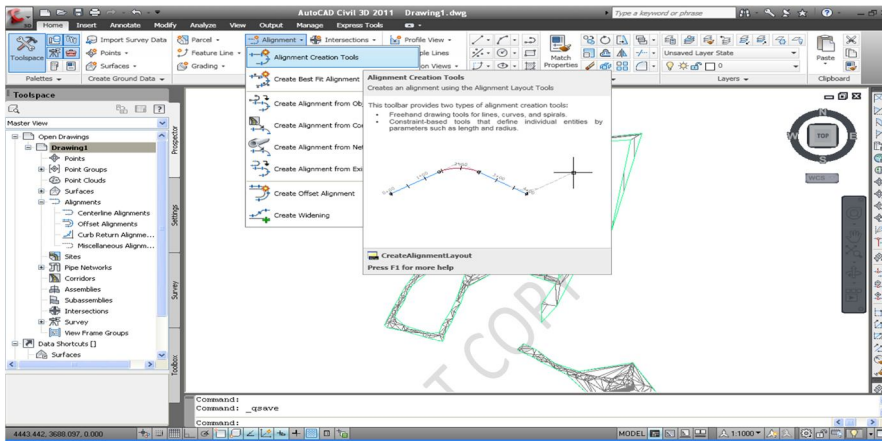 AutoCAD Civil 3D 2011 Drawing1.dwg
Type a keyword or phrase
Home Insert Annotate Modify Analyze View Output Manage Express Tools
Import Survey Data
Parcel
Alignment
Intersections
Profile View
Toolspace
Points
Feature Line
Alignment Creation Tools
ple Lines
Match
Properties
Unsaved Layer State
Paste
Surfaces
Grading
on Views
0
Palettes
Create Ground Data
Layers
Clipboard
Create Best Fit Alignment
Create Alignment from Ob
Create Alignment from Co
Create Alignment from Ne
Create Alignment from Exi
Create Offset Alignment
Create Widening
Alignment Creation Tools
Creates an alignment using the Alignment Layout Tools
This toolbar provides two types of alignment creation tools:
• Freehand drawing tools for lines, curves, and spirals.
• Constraint-based tools that define individual entities by
parameters such as length and radius.
CreateAlignmentLayout
Press F1 for more help
Toolspace
Master View
Open Drawings
Drawing1
Points
Point Groups
Point Clouds
Surfaces
Alignments
Centerline Alignments
Offset Alignments
Curb Return Alignme...
Miscellaneous Alignm...
Sites
Pipe Networks
Corridors
Assemblies
Subassemblies
Intersections
Survey
View Frame Groups
Data Shortcuts []
Surfaces
Prospector
Settings
Survey
Toolbox
N
W
TOP
E
S
WCS
T COPY
Command:
Command: _qsave
Command:
4443.442, 3688.097, 0.000
MODEL
1:1000